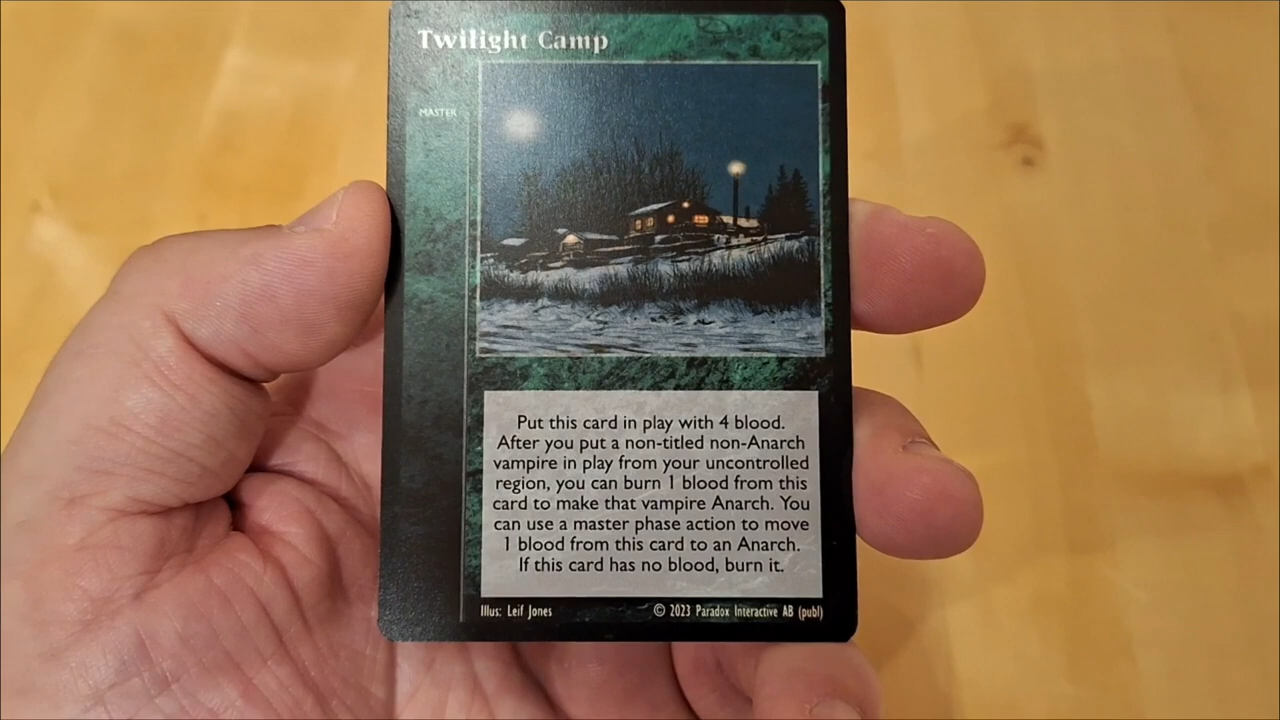 Twilight Camp
MASTER
Put this card in play with 4 blood.
After you put a non-titled non-Anarch
vampire in play from your uncontrolled
region, you can burn 1 blood from this
card to make that vampire Anarch. You
can use a master phase action to move
1 blood from this card to an Anarch.
If this card has no blood, burn it.
Illus: Leif Jones
© 2023 Paradox Interactive AB (publ)